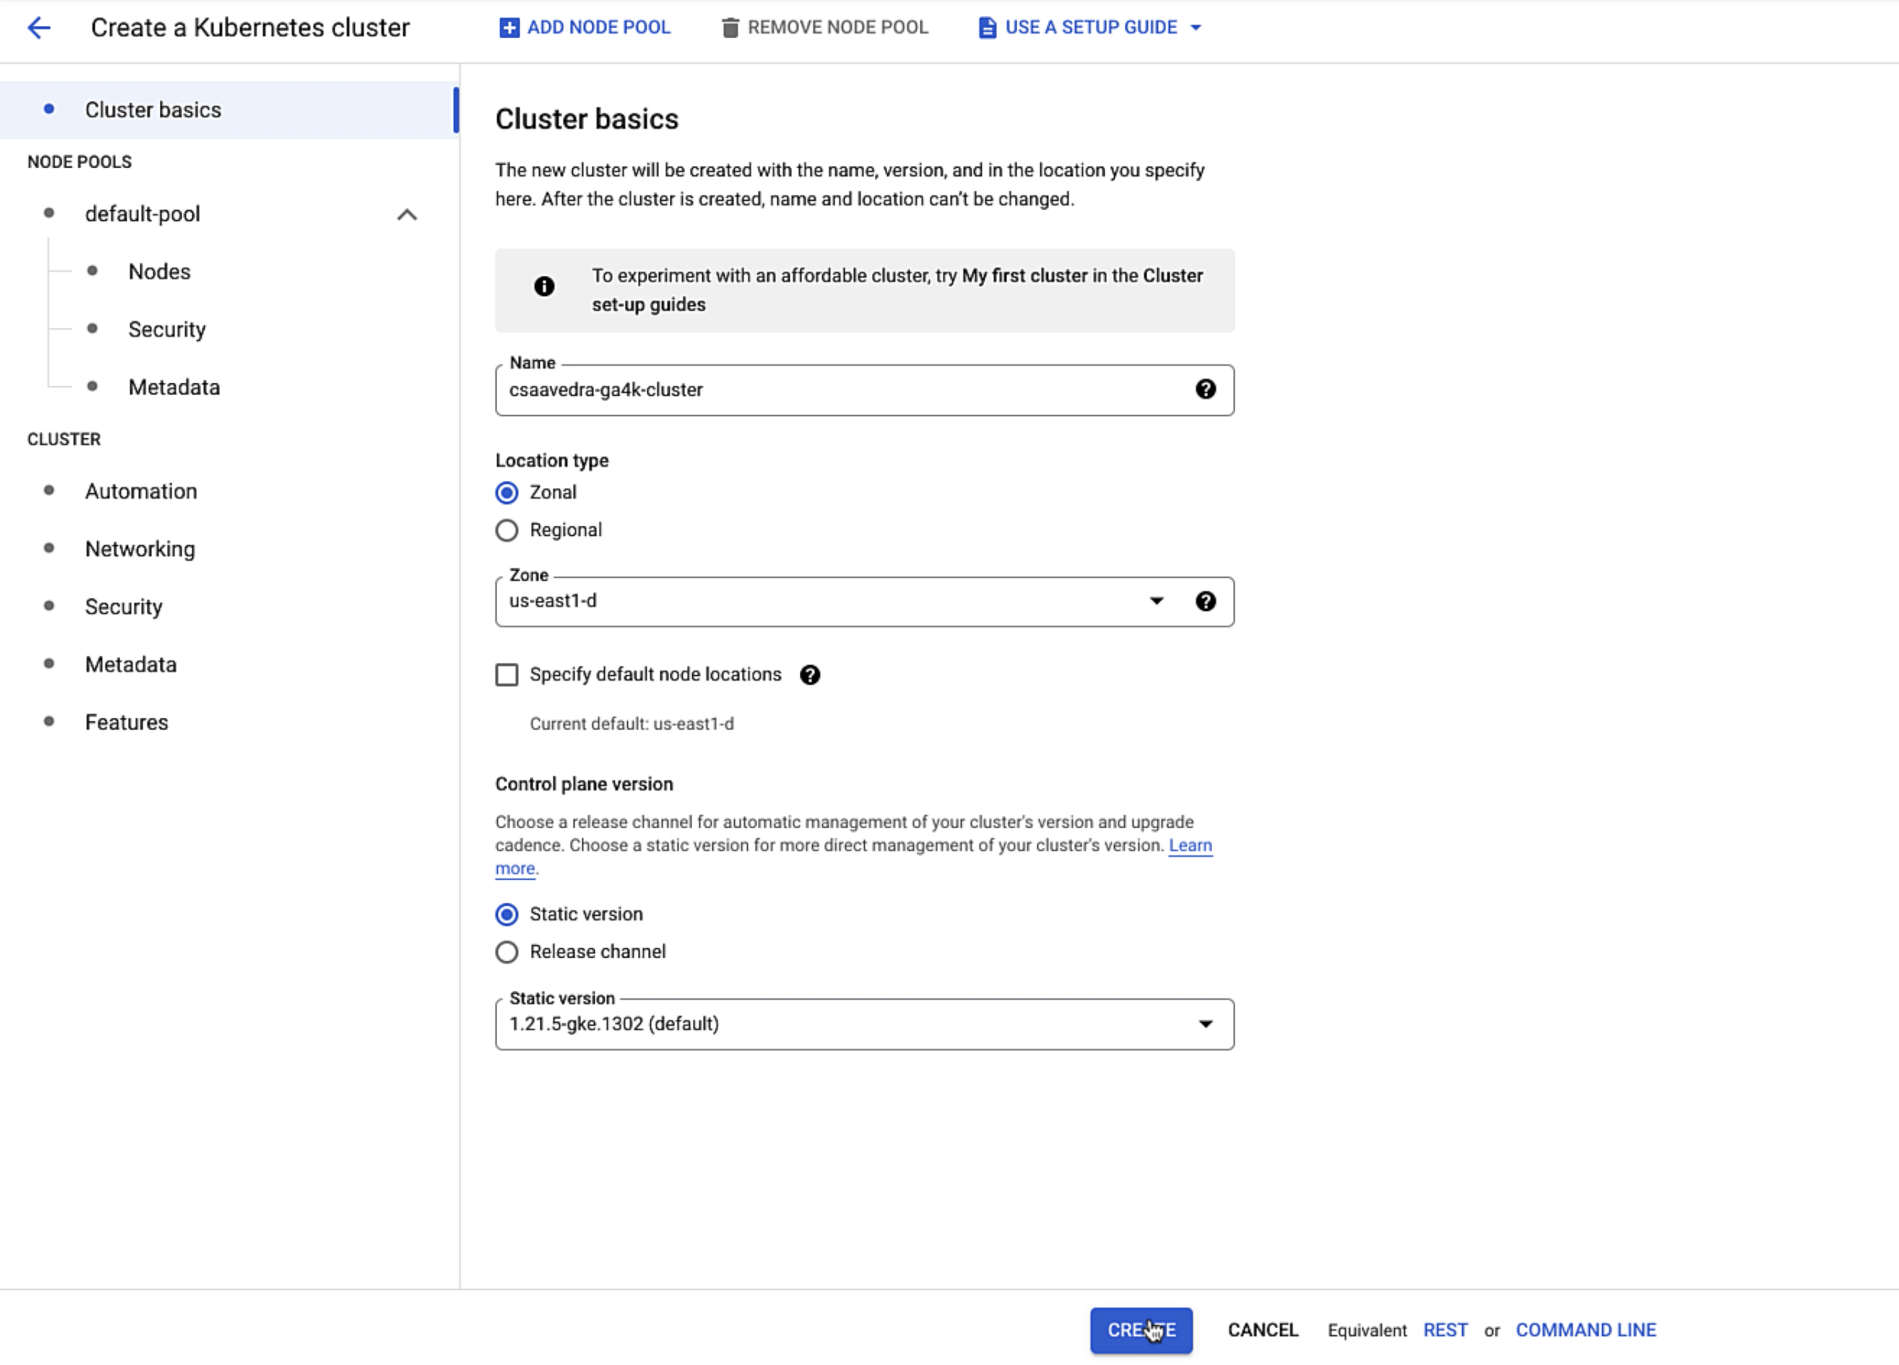 Create a Kubernetes cluster
ADD NODE POOL
REMOVE NODE POOL
USE A SETUP GUIDE
Cluster basics
NODE POOLS
default-pool
Nodes
Security
Metadata
CLUSTER
Automation
Networking
Security
Metadata
Features
Cluster basics
The new cluster will be created with the name, version, and in the location you specify
here. After the cluster is created, name and location can't be changed.
To experiment with an affordable cluster, try My first cluster in the Cluster
set-up guides
Name
csaavedra-ga4k-cluster
Location type
Zonal
Regional
Zone
us-east1-d
Specify default node locations
Current default: us-east1-d
Control plane version
Choose a release channel for automatic management of your cluster's version and upgrade
cadence. Choose a static version for more direct management of your cluster's version. Learn
more.
Static version
Release channel
Static version
1.21.5-gke.1302 (default)
CREATE
CANCEL
Equivalent REST or COMMAND LINE